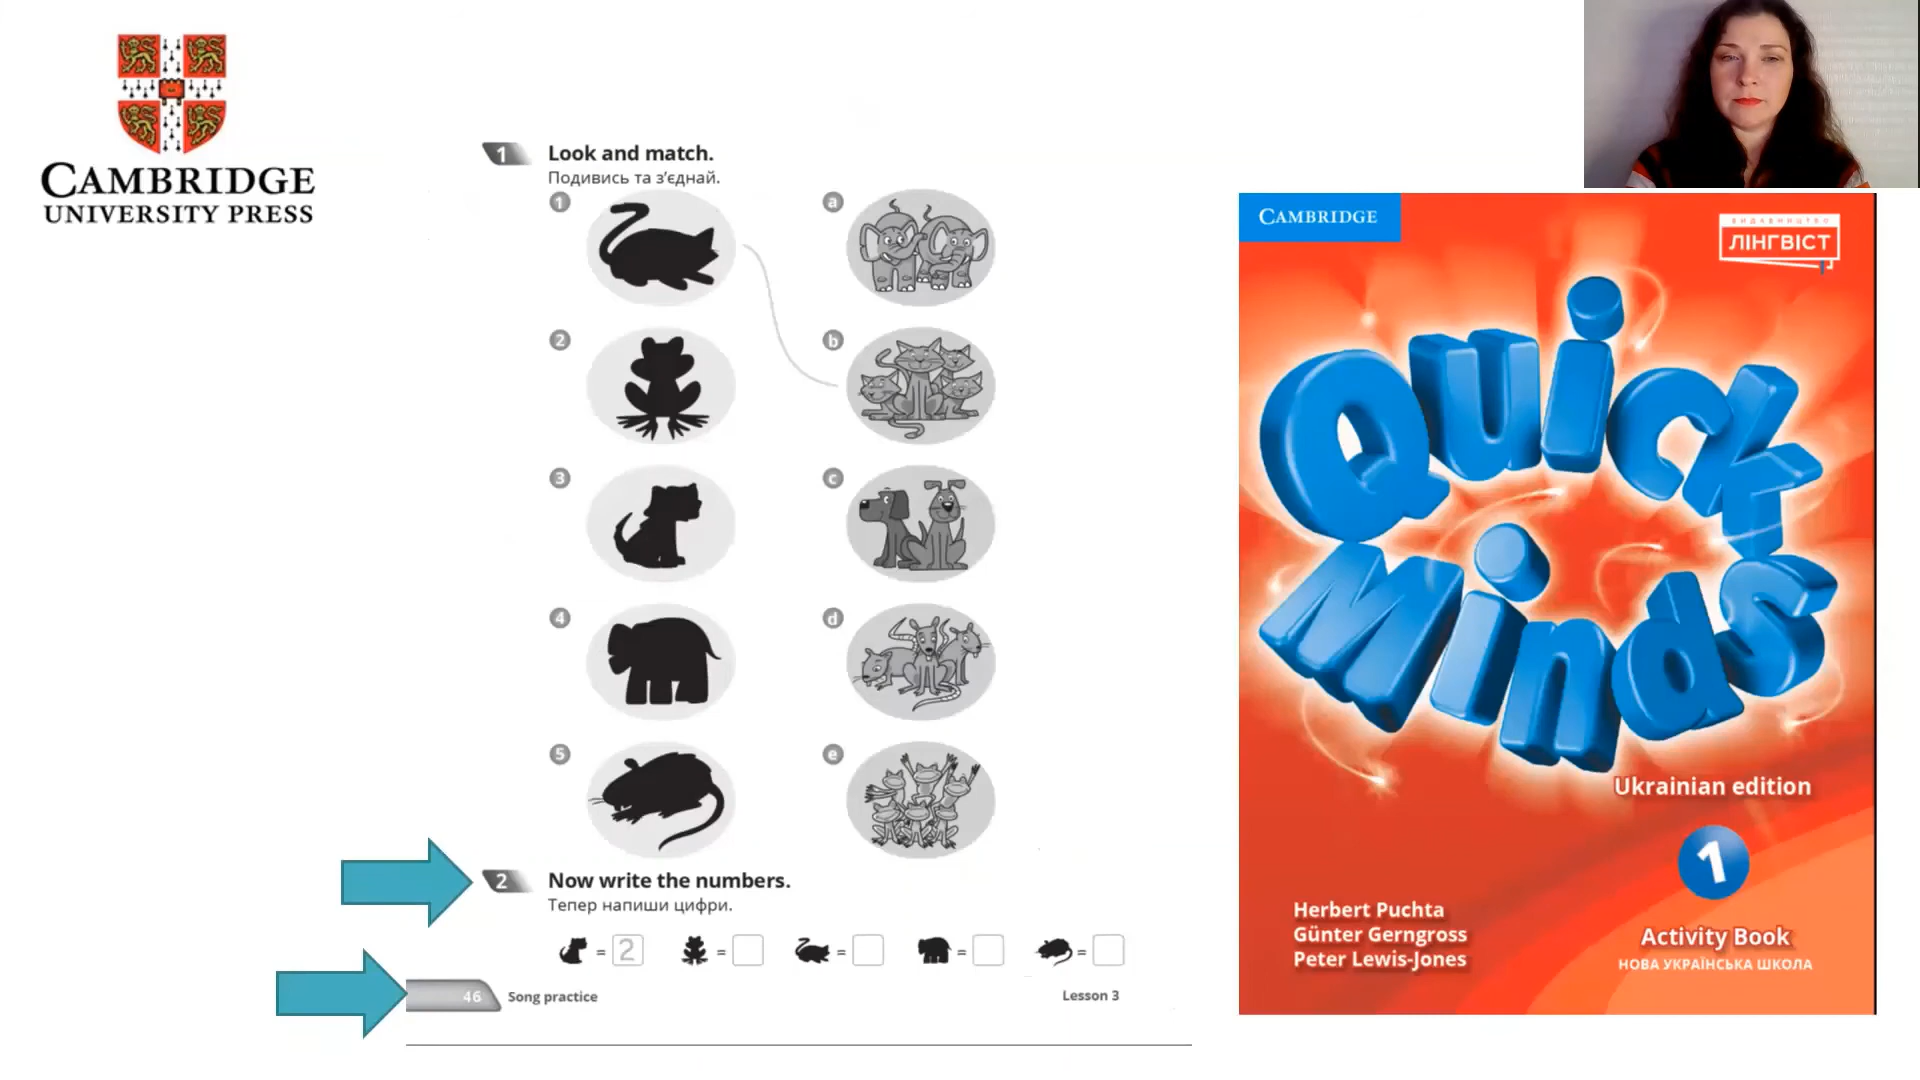 CAMBRIDGE
UNIVERSITY PRESS
1 Look and match.
Подивись та з’єднай.
1
a
2
b
3
c
4
d
5
e
2 Now write the numbers.
Тепер напиши цифри.
= 2 = = = =
46 Song practice Lesson 3
CAMBRIDGE
ВИДАВНИЦТВО
ЛІНГВІСТ
Quick
Minds
Ukrainian edition
1
Herbert Puchta
Günter Gerngross
Peter Lewis-Jones
Activity Book
НОВА УКРАЇНСЬКА ШКОЛА